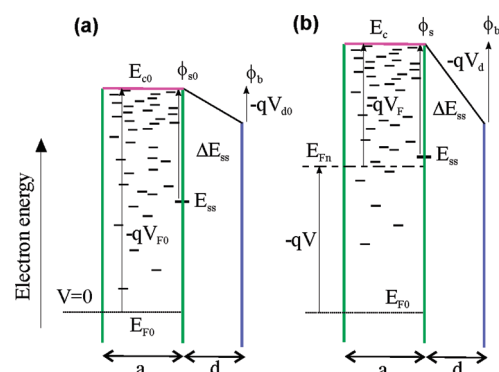 (a)
E_c0
ϕ_s0
ϕ_b
-qV_d0
ΔE_ss
E_ss
-qV_F0
V=0
E_F0
Electron energy
a
d
(b)
E_c
ϕ_s
ϕ_b
-qV_d
-qV_F
ΔE_ss
E_Fn
E_ss
-qV
E_F0
a
d